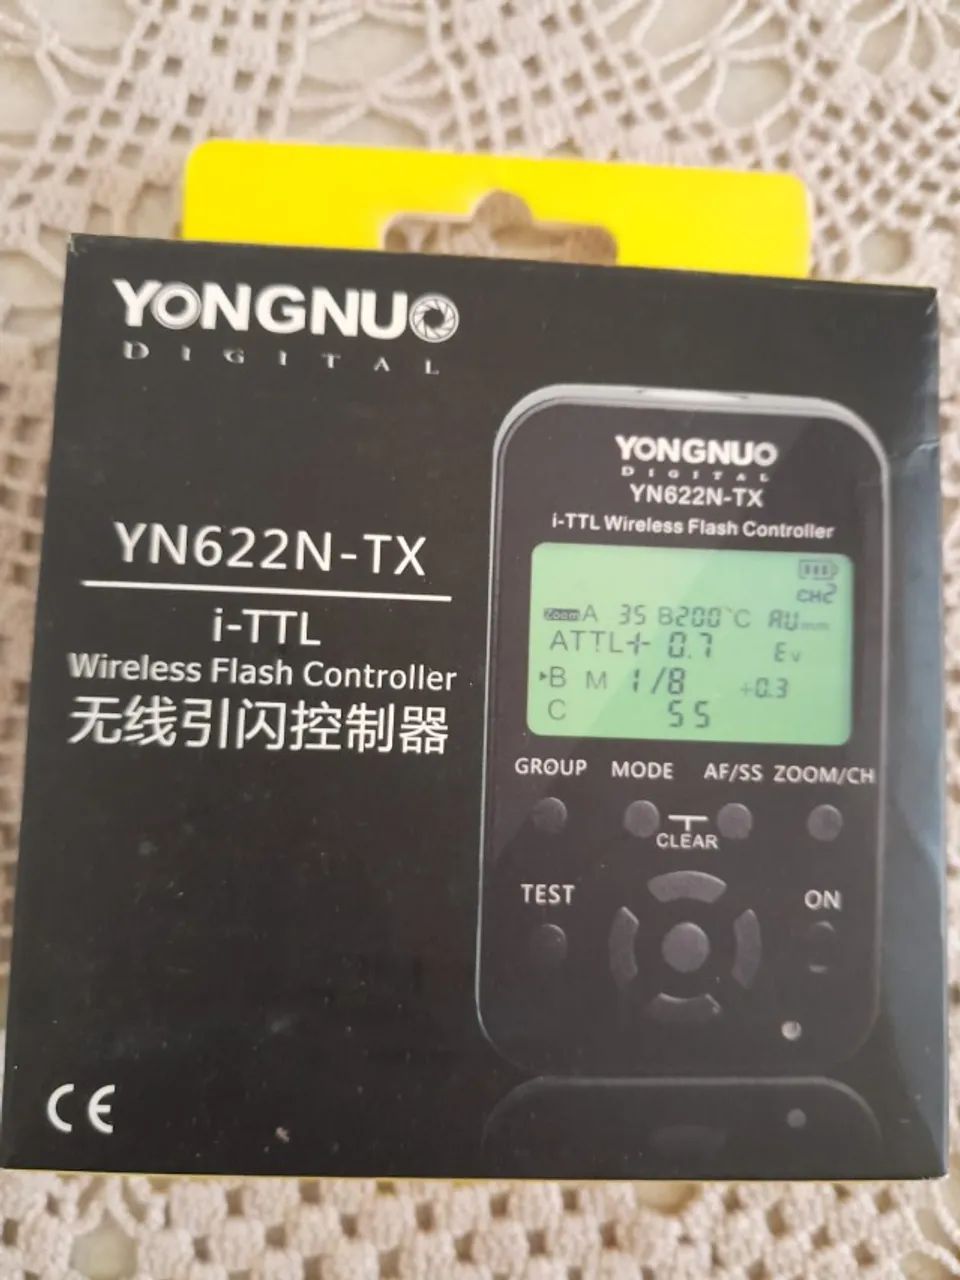 YONGNUO
DIGITAL
YN622N-TX
i-TTL
Wireless Flash Controller
无线引闪控制器
CE
YONGNUO
DIGITAL
YN622N-TX
i-TTL Wireless Flash Controller
CH2
Zoom A 35 B200 C AU mm
ATTL+ 0.7 Ev
B M 1/8 +0.3
C 55
GROUP MODE AF/SS ZOOM/CH
CLEAR
TEST ON